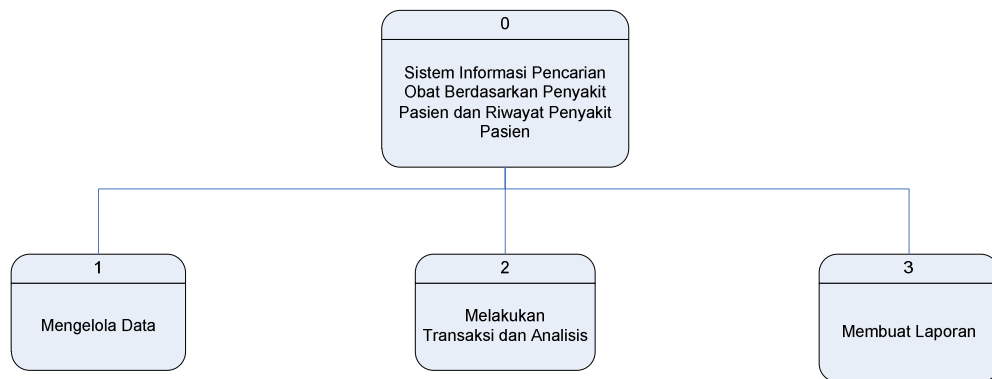 0
Sistem Informasi Pencarian
Obat Berdasarkan Penyakit
Pasien dan Riwayat Penyakit
Pasien
1
Mengelola Data
2
Melakukan
Transaksi dan Analisis
3
Membuat Laporan